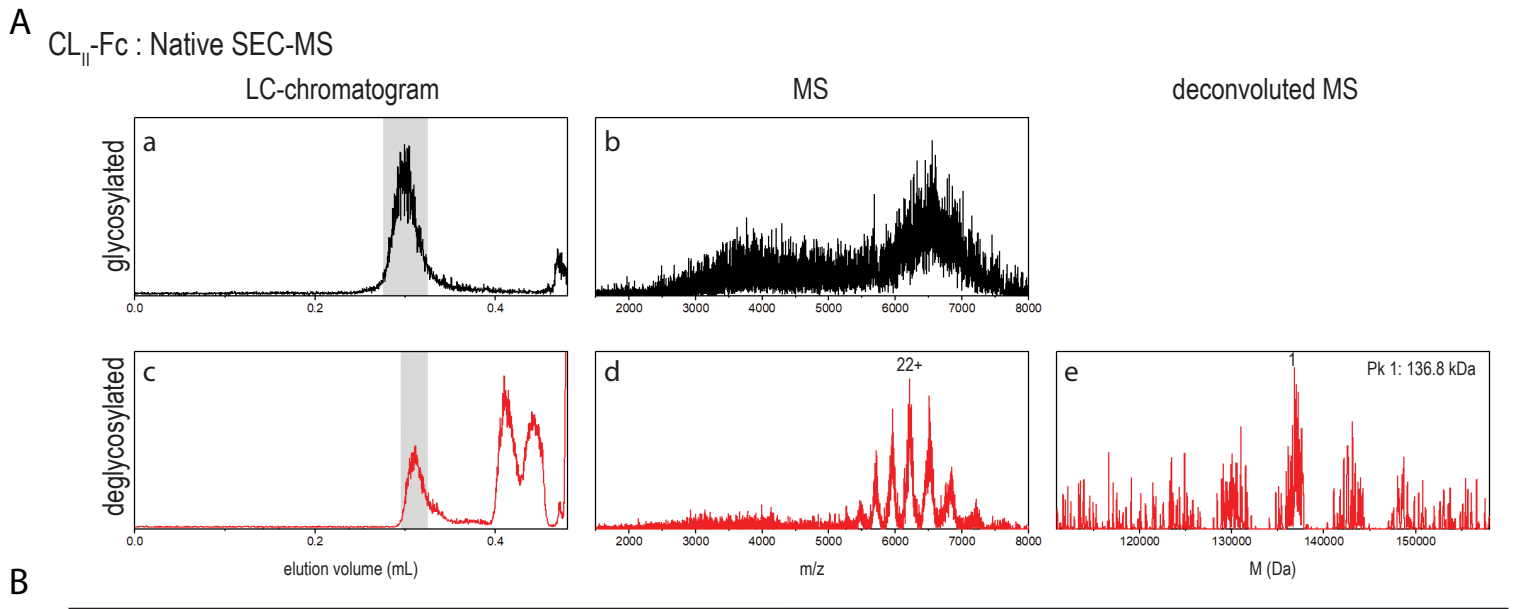 A
CL_II-Fc : Native SEC-MS
LC-chromatogram MS deconvoluted MS
glycosylated
a b
0.0 0.2 0.4
2000 3000 4000 5000 6000 7000 8000
deglycosylated
c d 22+ e 1 Pk 1: 136.8 kDa
0.0 0.2 0.4
2000 3000 4000 5000 6000 7000 8000
120000 130000 140000 150000
elution volume (mL) m/z M (Da)
B